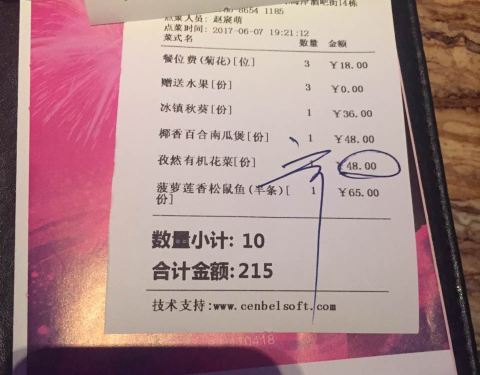 8654 1185
点菜人员: 赵宸萌
点菜时间: 2017-06-07 19:21:12
菜式名 数量 金额
餐位费(菊花)[位] 3 ￥18.00
赠送水果[份] 3 ￥0.00
冰镇秋葵[份] 1 ￥36.00
椰香百合南瓜煲[份] 1 ￥48.00
孜然有机花菜[份] ￥48.00
菠萝莲香松鼠鱼(半条)[ 1 ￥65.00
份]
数量小计: 10
合计金额: 215
技术支持:www.cenbelsoft.com